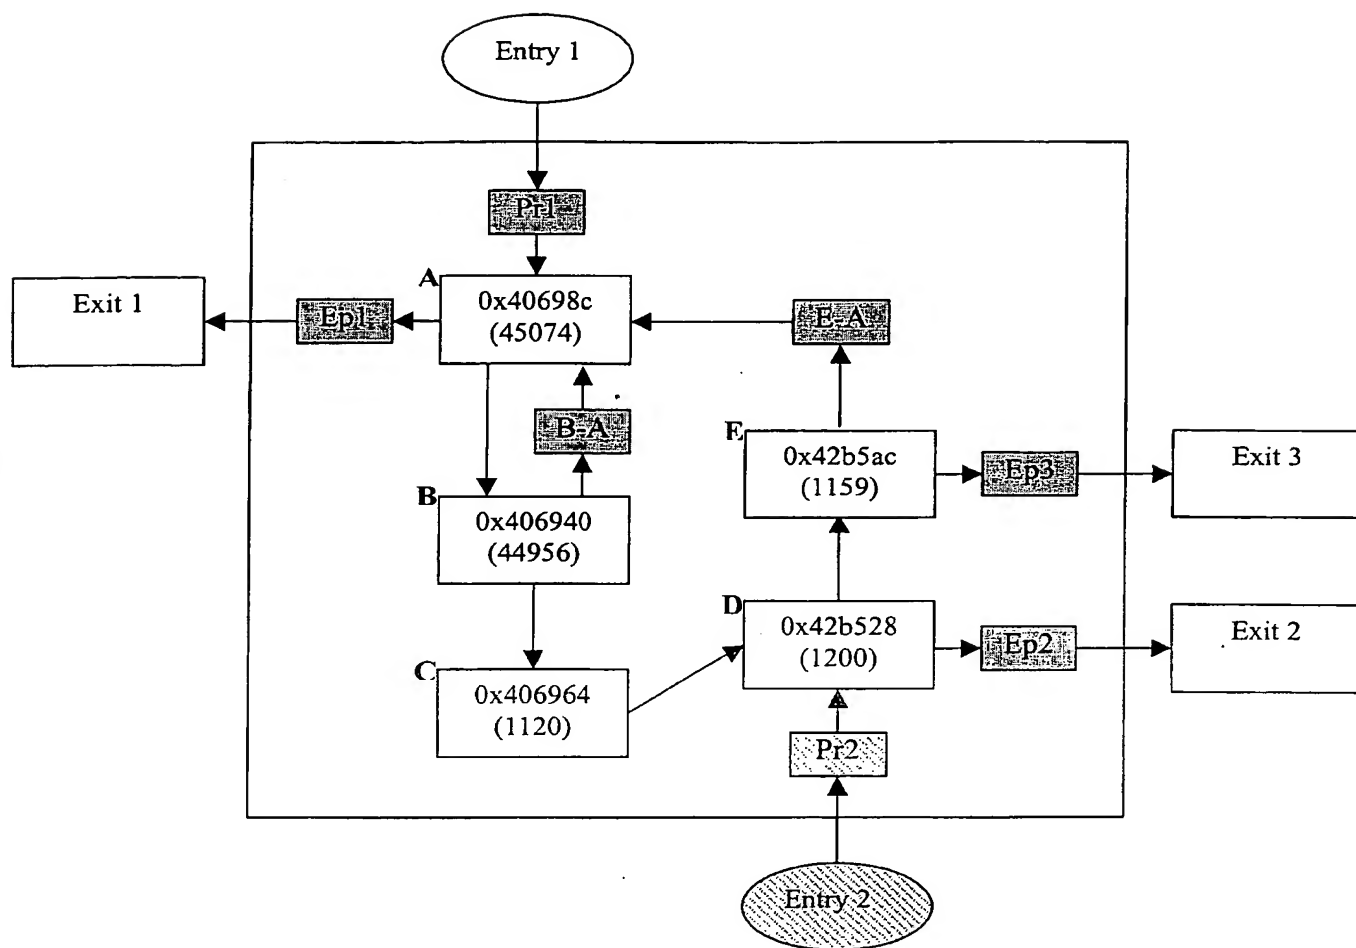 Entry 1
Pr1
A
0x40698c
(45074)
Exit 1
Ep1
E-A
B-A
E
0x42b5ac
(1159)
Ep3
Exit 3
B
0x406940
(44956)
D
0x42b528
(1200)
Ep2
Exit 2
C
0x406964
(1120)
Pr2
Entry 2